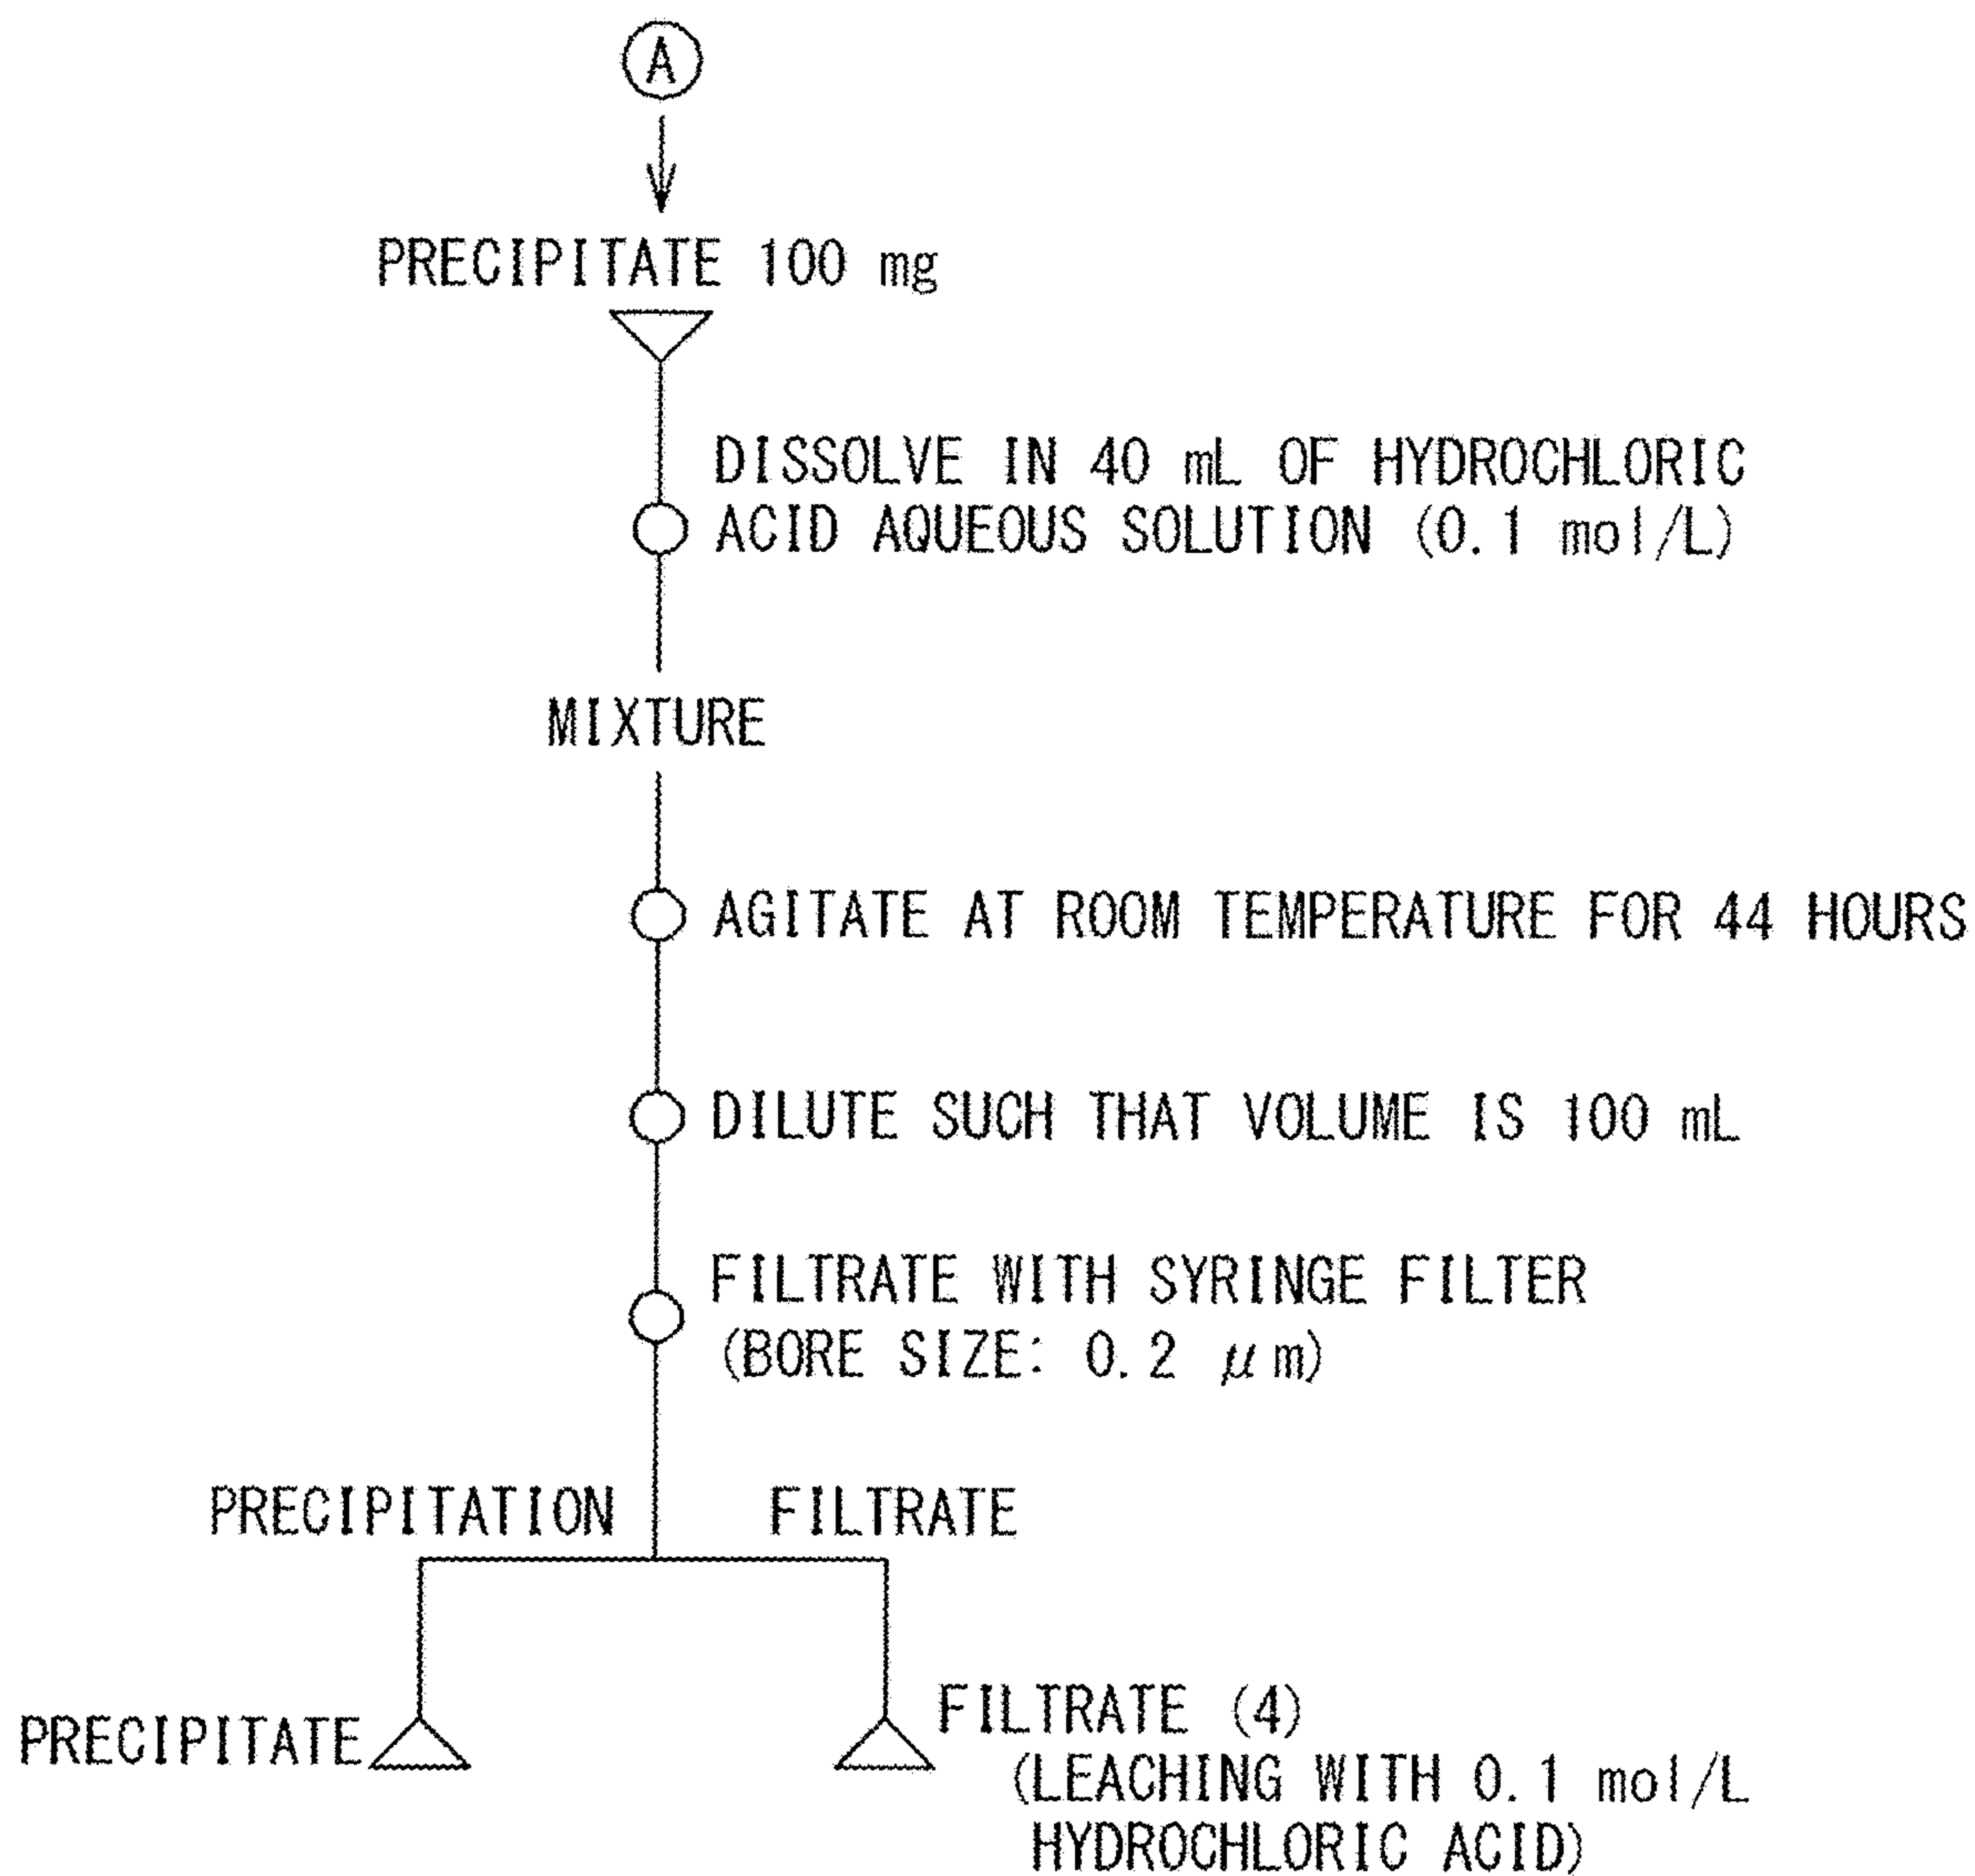 A
PRECIPITATE 100 mg
DISSOLVE IN 40 mL OF HYDROCHLORIC
ACID AQUEOUS SOLUTION (0.1 mol/L)
MIXTURE
AGITATE AT ROOM TEMPERATURE FOR 44 HOURS
DILUTE SUCH THAT VOLUME IS 100 mL
FILTRATE WITH SYRINGE FILTER
(BORE SIZE: 0.2 μm)
PRECIPITATION FILTRATE
PRECIPITATE
FILTRATE (4)
(LEACHING WITH 0.1 mol/L
HYDROCHLORIC ACID)